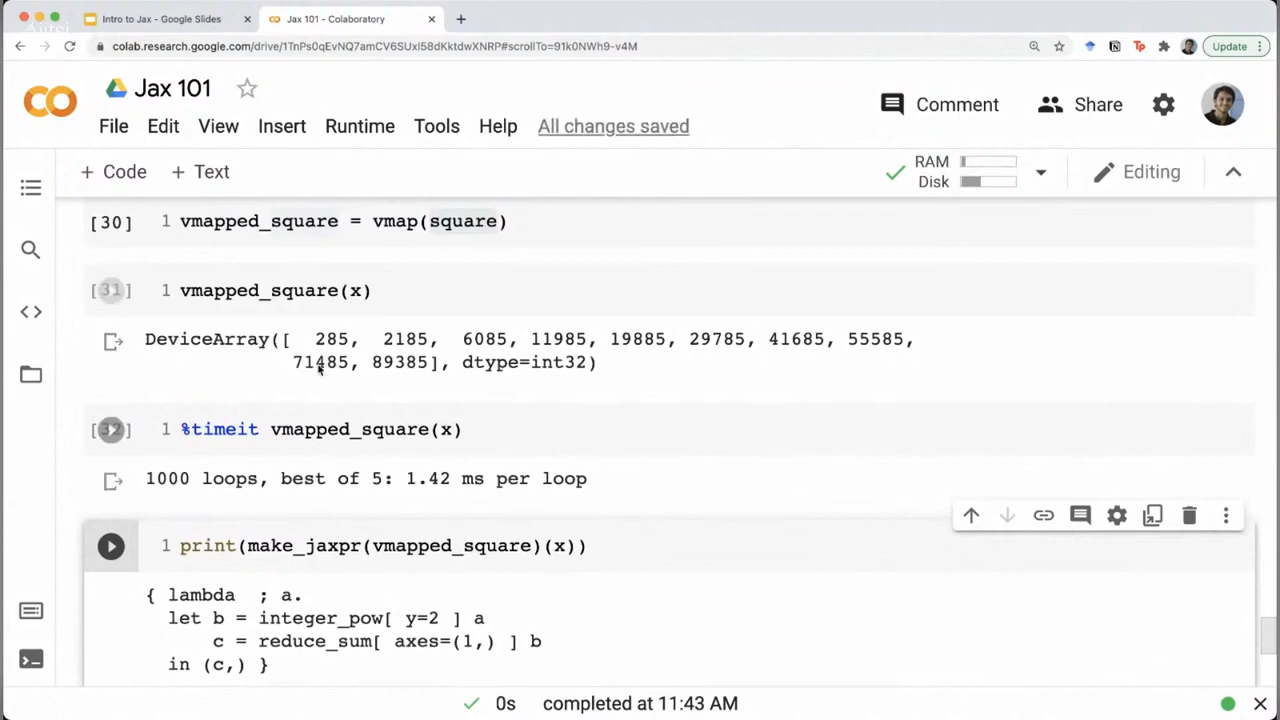 Intro to Jax - Google Slides
Jax 101 - Colaboratory
Jitsi
colab.research.google.com/drive/1TnPs0qEvNQ7amCV6SUxl58dKktdwXNRP#scrollTo=91k0NWh9-v4M
Update
Jax 101
Comment
Share
File Edit View Insert Runtime Tools Help All changes saved
+ Code + Text
RAM
Disk
Editing
[30] 1 vmapped_square = vmap(square)
[31] 1 vmapped_square(x)
DeviceArray([ 285, 2185, 6085, 11985, 19885, 29785, 41685, 55585,
71485, 89385], dtype=int32)
[32] 1 %timeit vmapped_square(x)
1000 loops, best of 5: 1.42 ms per loop
1 print(make_jaxpr(vmapped_square)(x))
{ lambda ; a.
let b = integer_pow[ y=2 ] a
c = reduce_sum[ axes=(1,) ] b
in (c,) }
0s completed at 11:43 AM